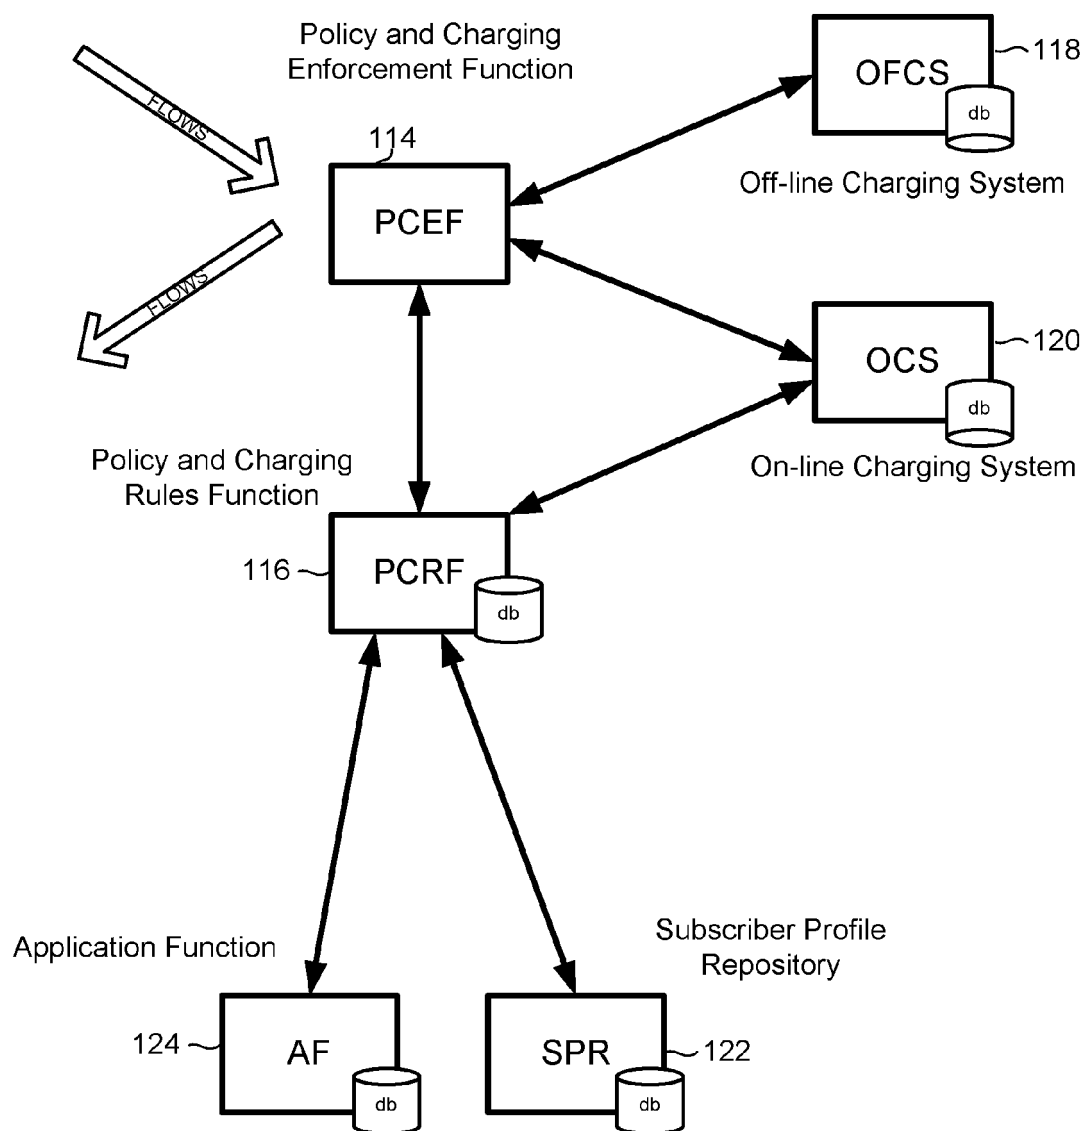 Policy and Charging
Enforcement Function
FLOWS
114
PCEF
OFCS
118
db
Off-line Charging System
FLOWS
OCS
120
db
On-line Charging System
Policy and Charging
Rules Function
116
PCRF
db
Application Function
Subscriber Profile
Repository
124
AF
db
SPR
122
db